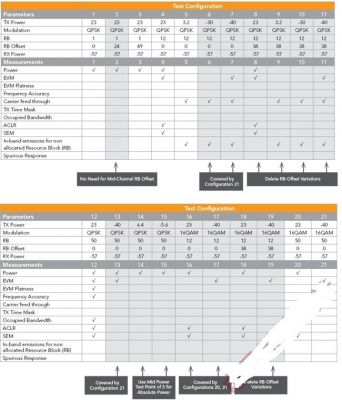 Test Configuration
Parameters 1 2 3 4 5 6 7 8 9 10 11
TX Power 23 23 23 23 3.2 -30 -40 23 3.2 -30 -40
Modulation QPSK QPSK QPSK QPSK QPSK QPSK QPSK QPSK QPSK QPSK QPSK
RB 1 1 1 12 12 12 12 12 12 12 12
RB Offset 0 24 49 0 0 0 0 38 38 38 38
RX Power -57 -57 -57 -57 -57 -57 -57 -57 -57 -57 -57
Measurements 1 2 3 4 5 6 7 8 9 10 11
Power √ √ √ √ √
EVM √ √ √ √ √
EVM Flatness
Frequency Accuracy
Carrier feed through √ √ √ √ √ √
TX Time Mask
Occupied Bandwidth
ACLR √ √
SEM √ √
In-band emissions for non
allocated Resource Block (RB) √ √ √ √ √ √
Spurious Response
No Need for Mid-Channel RB Offset
Covered by
Configuration 21
Delete RB Offset Variations
Test Configuration
Parameters 12 13 14 15 16 17 18 19 20 21
TX Power 23 -40 6.4 -5.6 23 -40 23 -40 23 -40
Modulation QPSK QPSK QPSK QPSK 16QAM 16QAM 16QAM 16QAM 16QAM 16QAM
RB 50 50 50 50 12 12 12 12 50 50
RB Offset 0 0 0 0 0 0 38 38 0 0
RX Power -57 -57 -57 -57 -57 -57 -57 -57 -57
Measurements 12 13 14 15 16 17 18 19 20 21
Power √ √ √ √ √ √ √
EVM √ √ √ √ √
EVM Flatness √
Frequency Accuracy √
Carrier feed through
TX Time Mask
Occupied Bandwidth √
ACLR √ √ √ √
SEM √ √ √ √
In-band emissions for non
allocated Resource Block (RB)
Spurious Response
Covered by
Configuration 21
Use Mid Power
Test Point of 5 for
Absolute Power
Covered by
Configurations 20, 21
Delete RB Offset
Variations